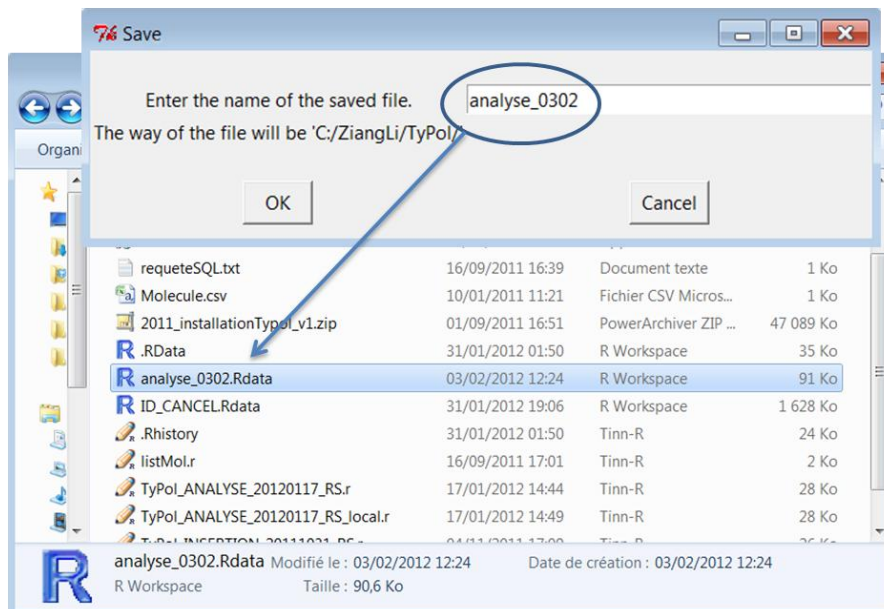 Save
Enter the name of the saved file. analyse_0302
The way of the file will be 'C:/ZiangLi/TyPol/
Organi
requeteSQL.txt 16/09/2011 16:39 Document texte 1 Ko
Molecule.csv 10/01/2011 11:21 Fichier CSV Micros... 1 Ko
OK Cancel
2011_installationTypol_v1.zip 01/09/2011 16:51 PowerArchiver ZIP ... 47 089 Ko
.RData 31/01/2012 01:50 R Workspace 35 Ko
analyse_0302.Rdata 03/02/2012 12:24 R Workspace 91 Ko
ID_CANCEL.Rdata 31/01/2012 19:06 R Workspace 1 628 Ko
.Rhistory 31/01/2012 01:50 Tinn-R 24 Ko
listMol.r 16/09/2011 17:01 Tinn-R 2 Ko
TyPol_ANALYSE_20120117_RS.r 17/01/2012 14:44 Tinn-R 28 Ko
TyPol_ANALYSE_20120117_RS_local.r 17/01/2012 14:49 Tinn-R 28 Ko
analyse_0302.Rdata Modifié le : 03/02/2012 12:24 Date de création : 03/02/2012 12:24
R Workspace Taille : 90,6 Ko